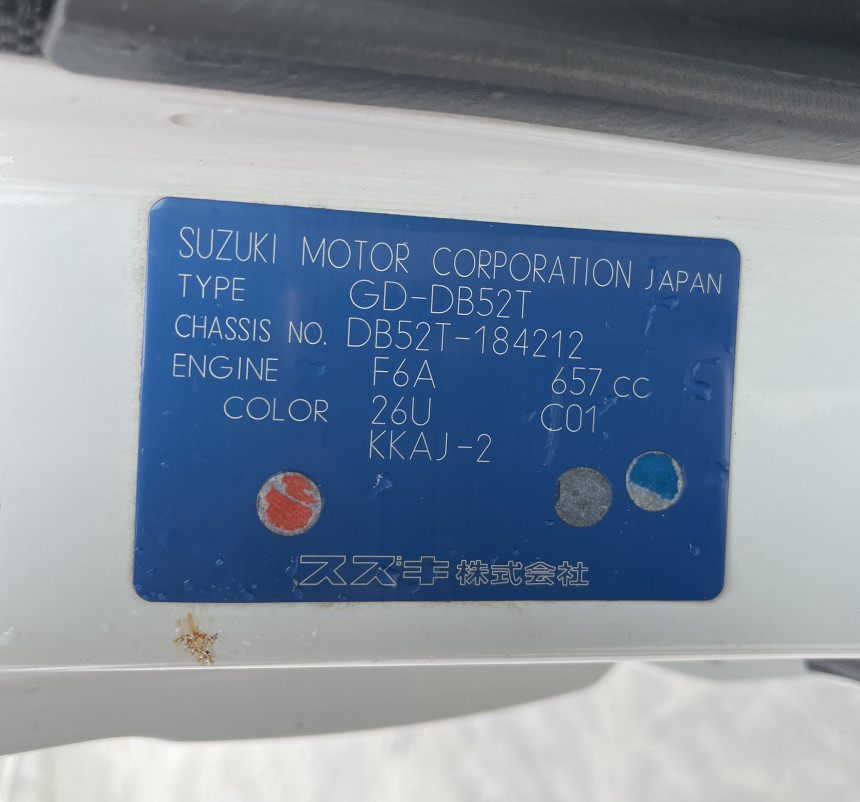 SUZUKI MOTOR CORPORATION JAPAN
TYPE GD-DB52T
CHASSIS NO. DB52T-184212
ENGINE F6A 657 cc
COLOR 26U C01
KKAJ-2
スズキ株式会社